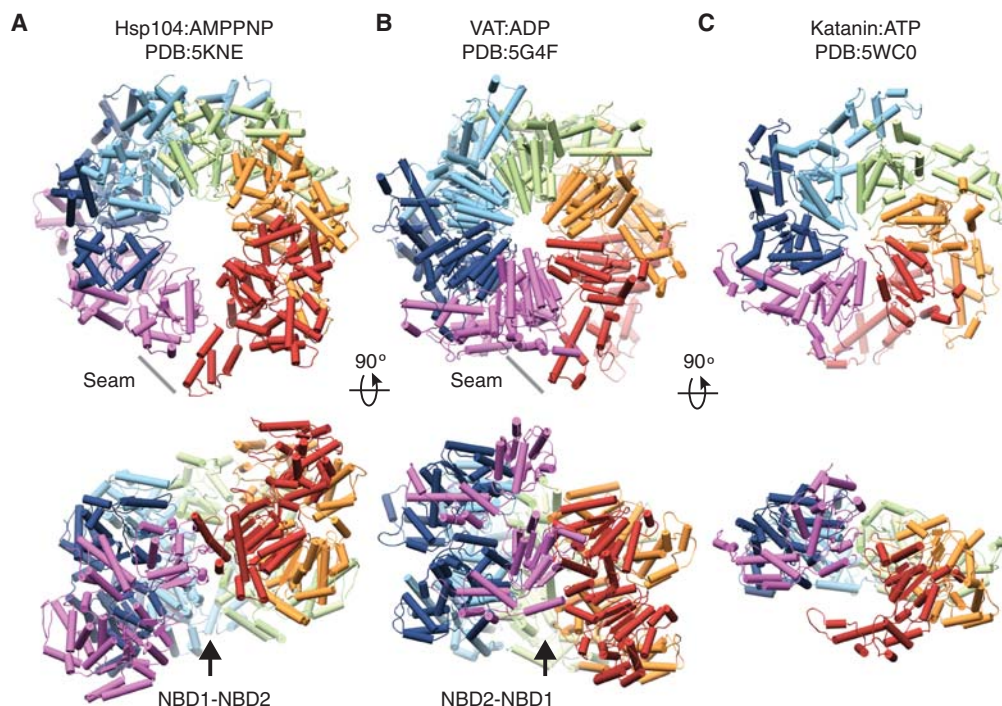 A
Hsp104:AMPPNP
PDB:5KNE
B
VAT:ADP
PDB:5G4F
C
Katanin:ATP
PDB:5WC0
Seam
90°
Seam
90°
NBD1-NBD2
NBD2-NBD1